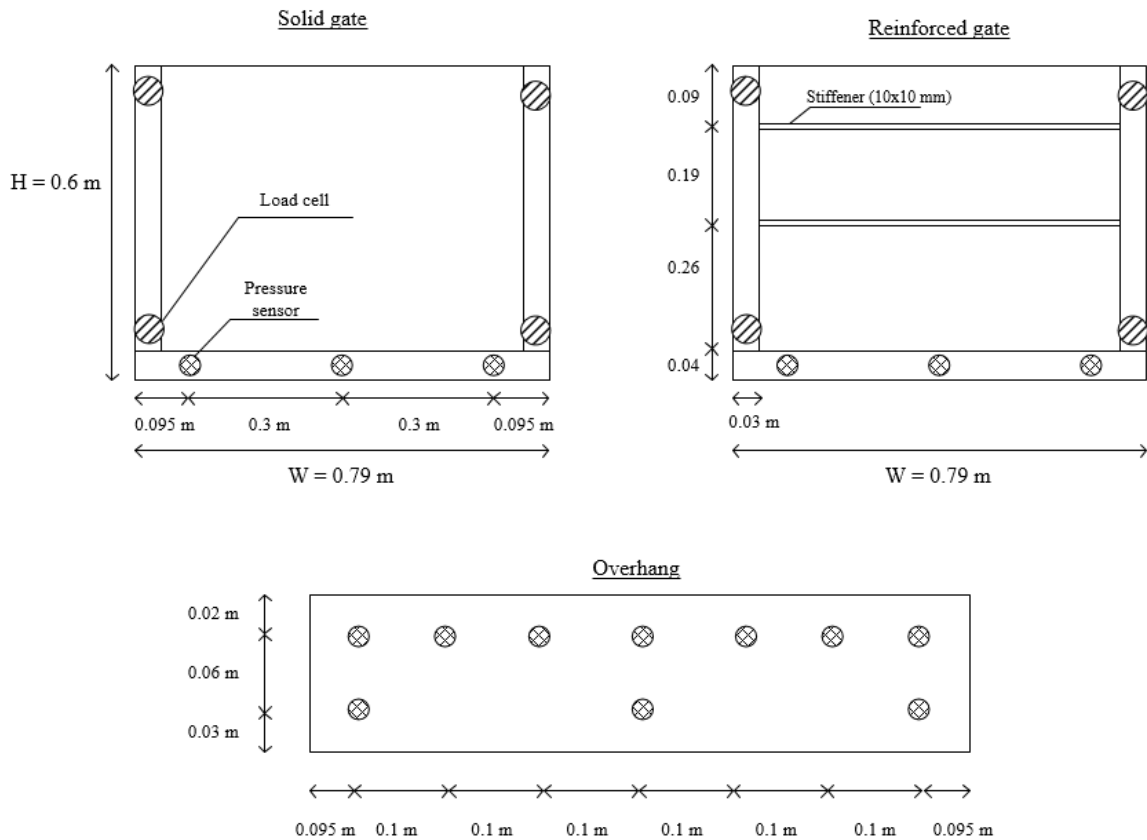 Solid gate
H = 0.6 m
Load cell
Pressure
sensor
0.095 m
0.3 m
0.3 m
0.095 m
W = 0.79 m
Reinforced gate
0.09
Stiffener (10x10 mm)
0.19
0.26
0.04
0.03 m
W = 0.79 m
Overhang
0.02 m
0.06 m
0.03 m
0.095 m
0.1 m
0.1 m
0.1 m
0.1 m
0.1 m
0.1 m
0.095 m